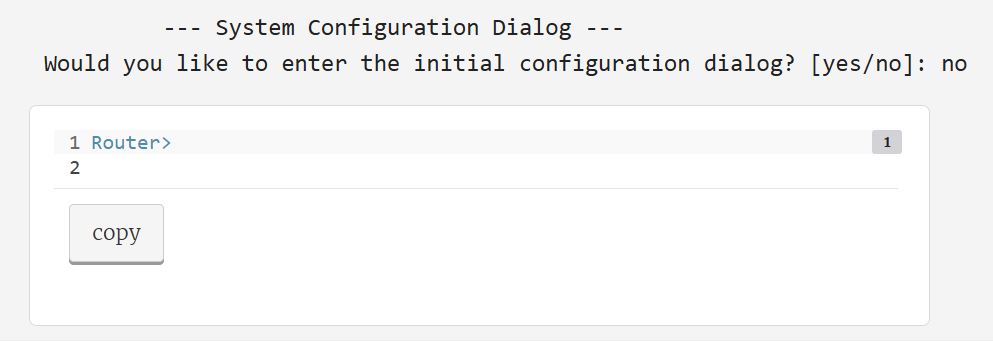 --- System Configuration Dialog ---
Would you like to enter the initial configuration dialog? [yes/no]: no
1 Router> 1
2
copy